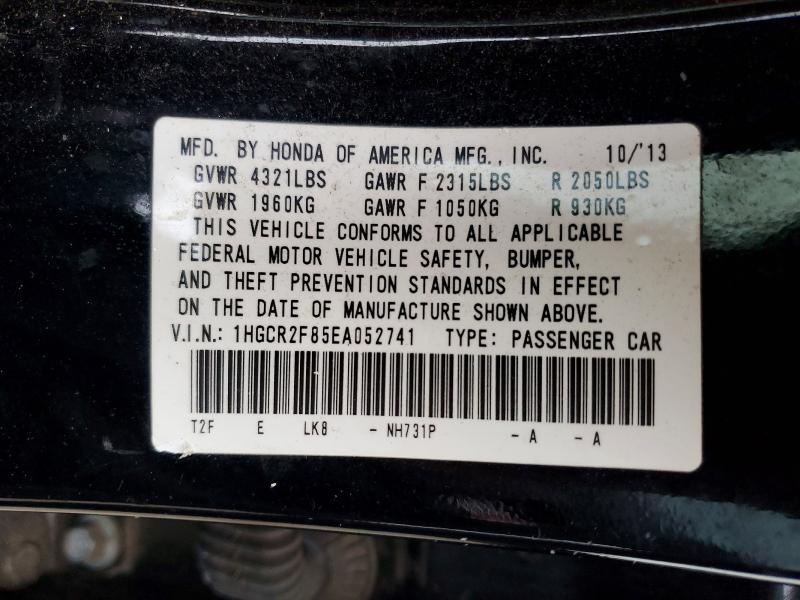 MFD. BY HONDA OF AMERICA MFG., INC. 10/'13
GVWR 4321LBS GAWR F 2315LBS R 2050LBS
GVWR 1960KG GAWR F 1050KG R 930KG
THIS VEHICLE CONFORMS TO ALL APPLICABLE
FEDERAL MOTOR VEHICLE SAFETY, BUMPER,
AND THEFT PREVENTION STANDARDS IN EFFECT
ON THE DATE OF MANUFACTURE SHOWN ABOVE.
V.I.N.: 1HGCR2F85EA052741 TYPE: PASSENGER CAR
T2F E LK8 - NH731P - A - A